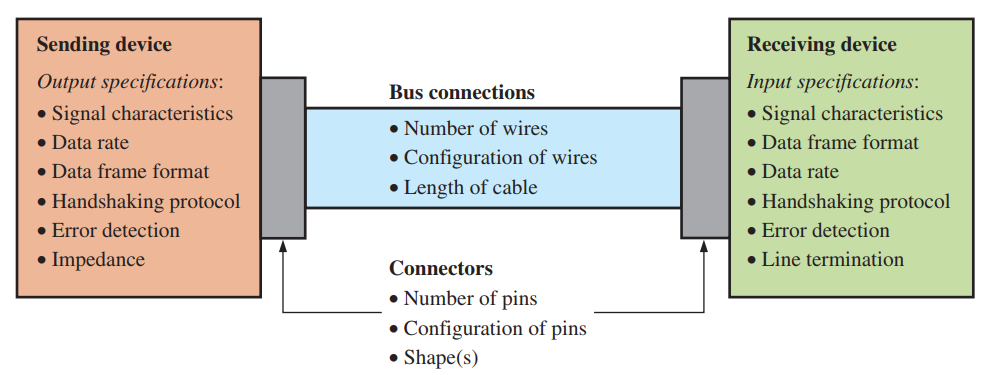 Sending device
Output specifications:
• Signal characteristics
• Data rate
• Data frame format
• Handshaking protocol
• Error detection
• Impedance
Bus connections
• Number of wires
• Configuration of wires
• Length of cable
Connectors
• Number of pins
• Configuration of pins
• Shape(s)
Receiving device
Input specifications:
• Signal characteristics
• Data frame format
• Data rate
• Handshaking protocol
• Error detection
• Line termination